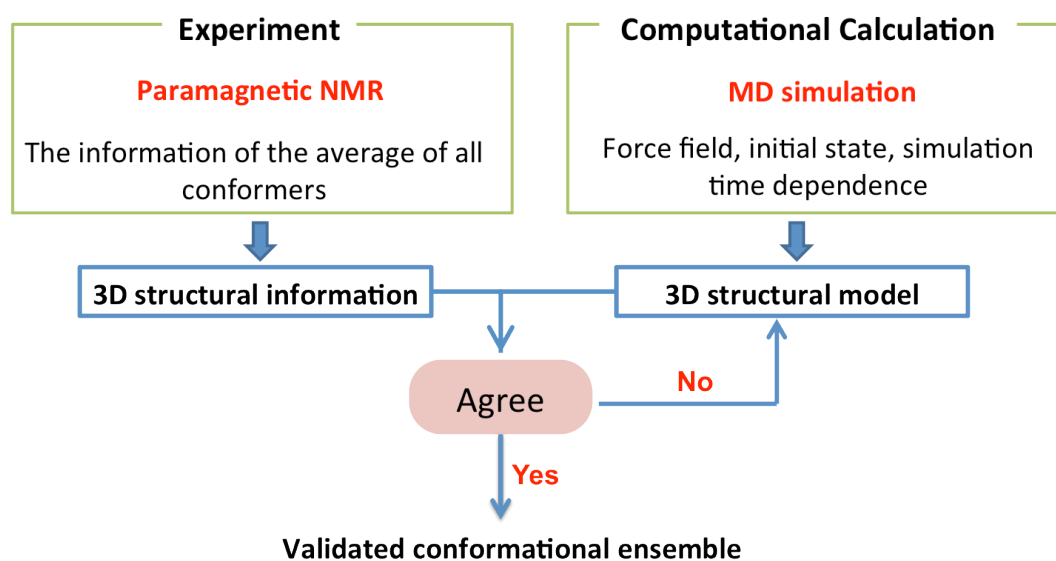 Experiment
Paramagnetic NMR
The information of the average of all
conformers
Computational Calculation
MD simulation
Force field, initial state, simulation
time dependence
3D structural information
3D structural model
Agree
No
Yes
Validated conformational ensemble